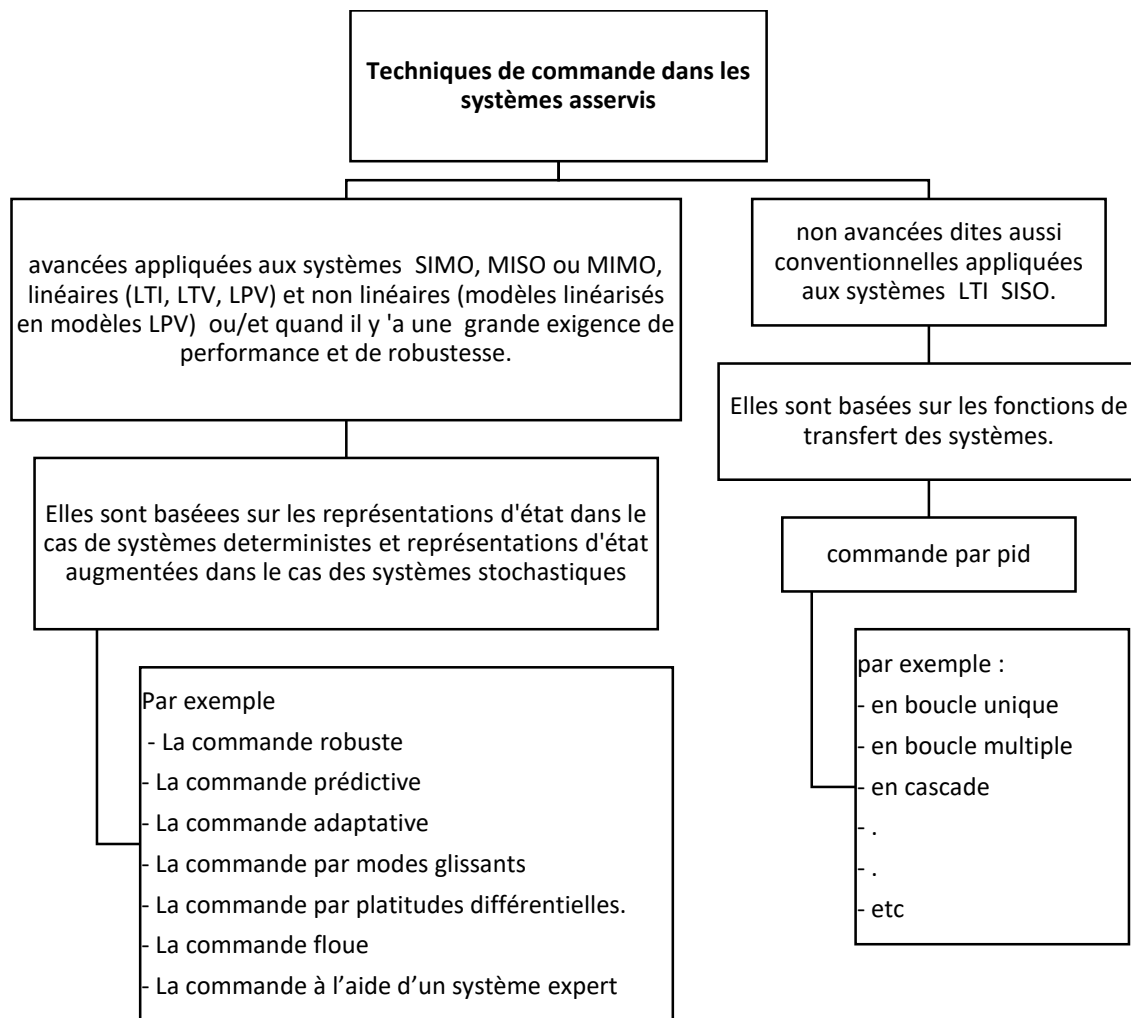 Techniques de commande dans les
systèmes asservis
avancées appliquées aux systèmes SIMO, MISO ou MIMO,
linéaires (LTI, LTV, LPV) et non linéaires (modèles linéarisés
en modèles LPV) ou/et quand il y 'a une grande exigence de
performance et de robustesse.
Elles sont baséees sur les représentations d'état dans le
cas de systèmes deterministes et représentations d'état
augmentées dans le cas des systèmes stochastiques
Par exemple
- La commande robuste
- La commande prédictive
- La commande adaptative
- La commande par modes glissants
- La commande par platitudes différentielles.
- La commande floue
- La commande à l’aide d’un système expert
non avancées dites aussi
conventionnelles appliquées
aux systèmes LTI SISO.
Elles sont basées sur les fonctions de
transfert des systèmes.
commande par pid
par exemple :
- en boucle unique
- en boucle multiple
- en cascade
- .
- .
- etc